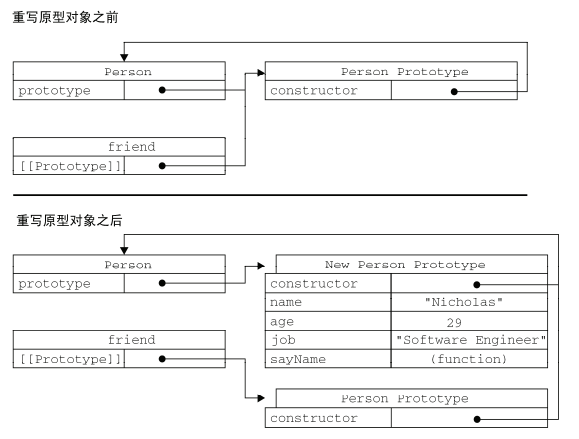 重写原型对象之前
Person
Person Prototype
prototype
constructor
friend
[[Prototype]]
重写原型对象之后
Person
New Person Prototype
prototype
constructor
name "Nicholas"
age 29
friend
job "Software Engineer"
[[Prototype]]
sayName (function)
Person Prototype
constructor